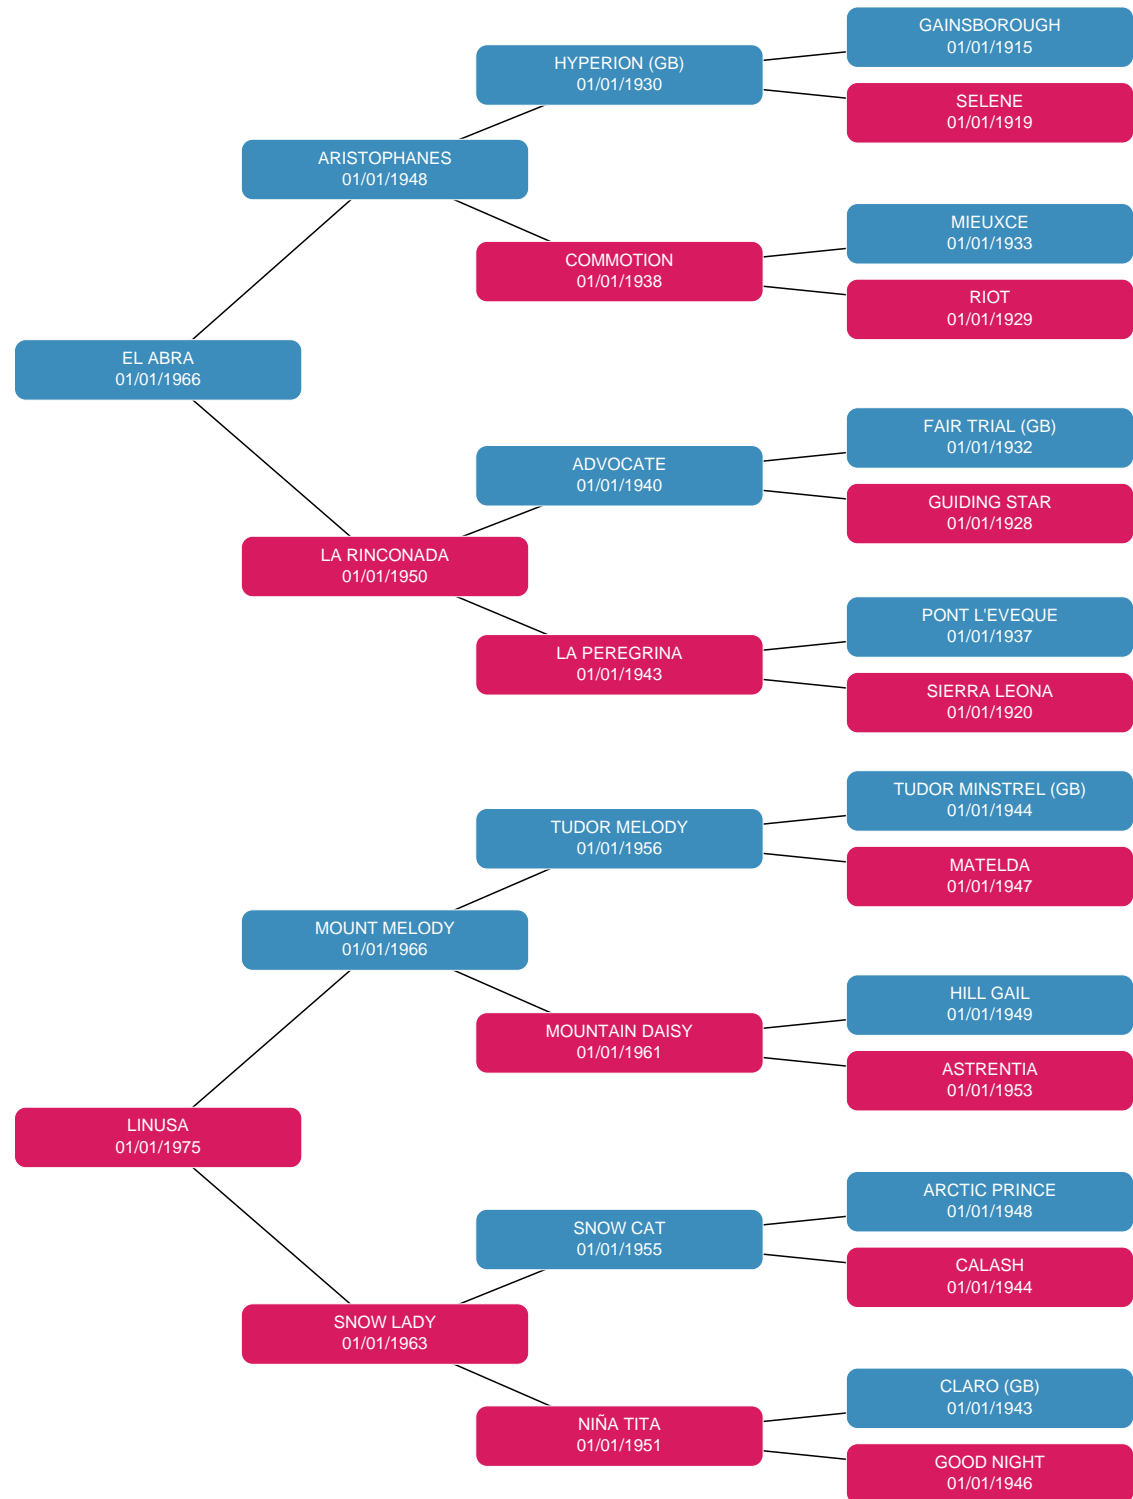 GAINSBOROUGH
01/01/1915
HYPERION (GB)
01/01/1930
SELENE
01/01/1919
ARISTOPHANES
01/01/1948
MIEUXCE
01/01/1933
COMMOTION
01/01/1938
RIOT
01/01/1929
EL ABRA
01/01/1966
FAIR TRIAL (GB)
01/01/1932
ADVOCATE
01/01/1940
GUIDING STAR
01/01/1928
LA RINCONADA
01/01/1950
PONT L'EVEQUE
01/01/1937
LA PEREGRINA
01/01/1943
SIERRA LEONA
01/01/1920
TUDOR MINSTREL (GB)
01/01/1944
TUDOR MELODY
01/01/1956
MATELDA
01/01/1947
MOUNT MELODY
01/01/1966
HILL GAIL
01/01/1949
MOUNTAIN DAISY
01/01/1961
ASTRENTIA
01/01/1953
LINUSA
01/01/1975
ARCTIC PRINCE
01/01/1948
SNOW CAT
01/01/1955
CALASH
01/01/1944
SNOW LADY
01/01/1963
CLARO (GB)
01/01/1943
NIÑA TITA
01/01/1951
GOOD NIGHT
01/01/1946